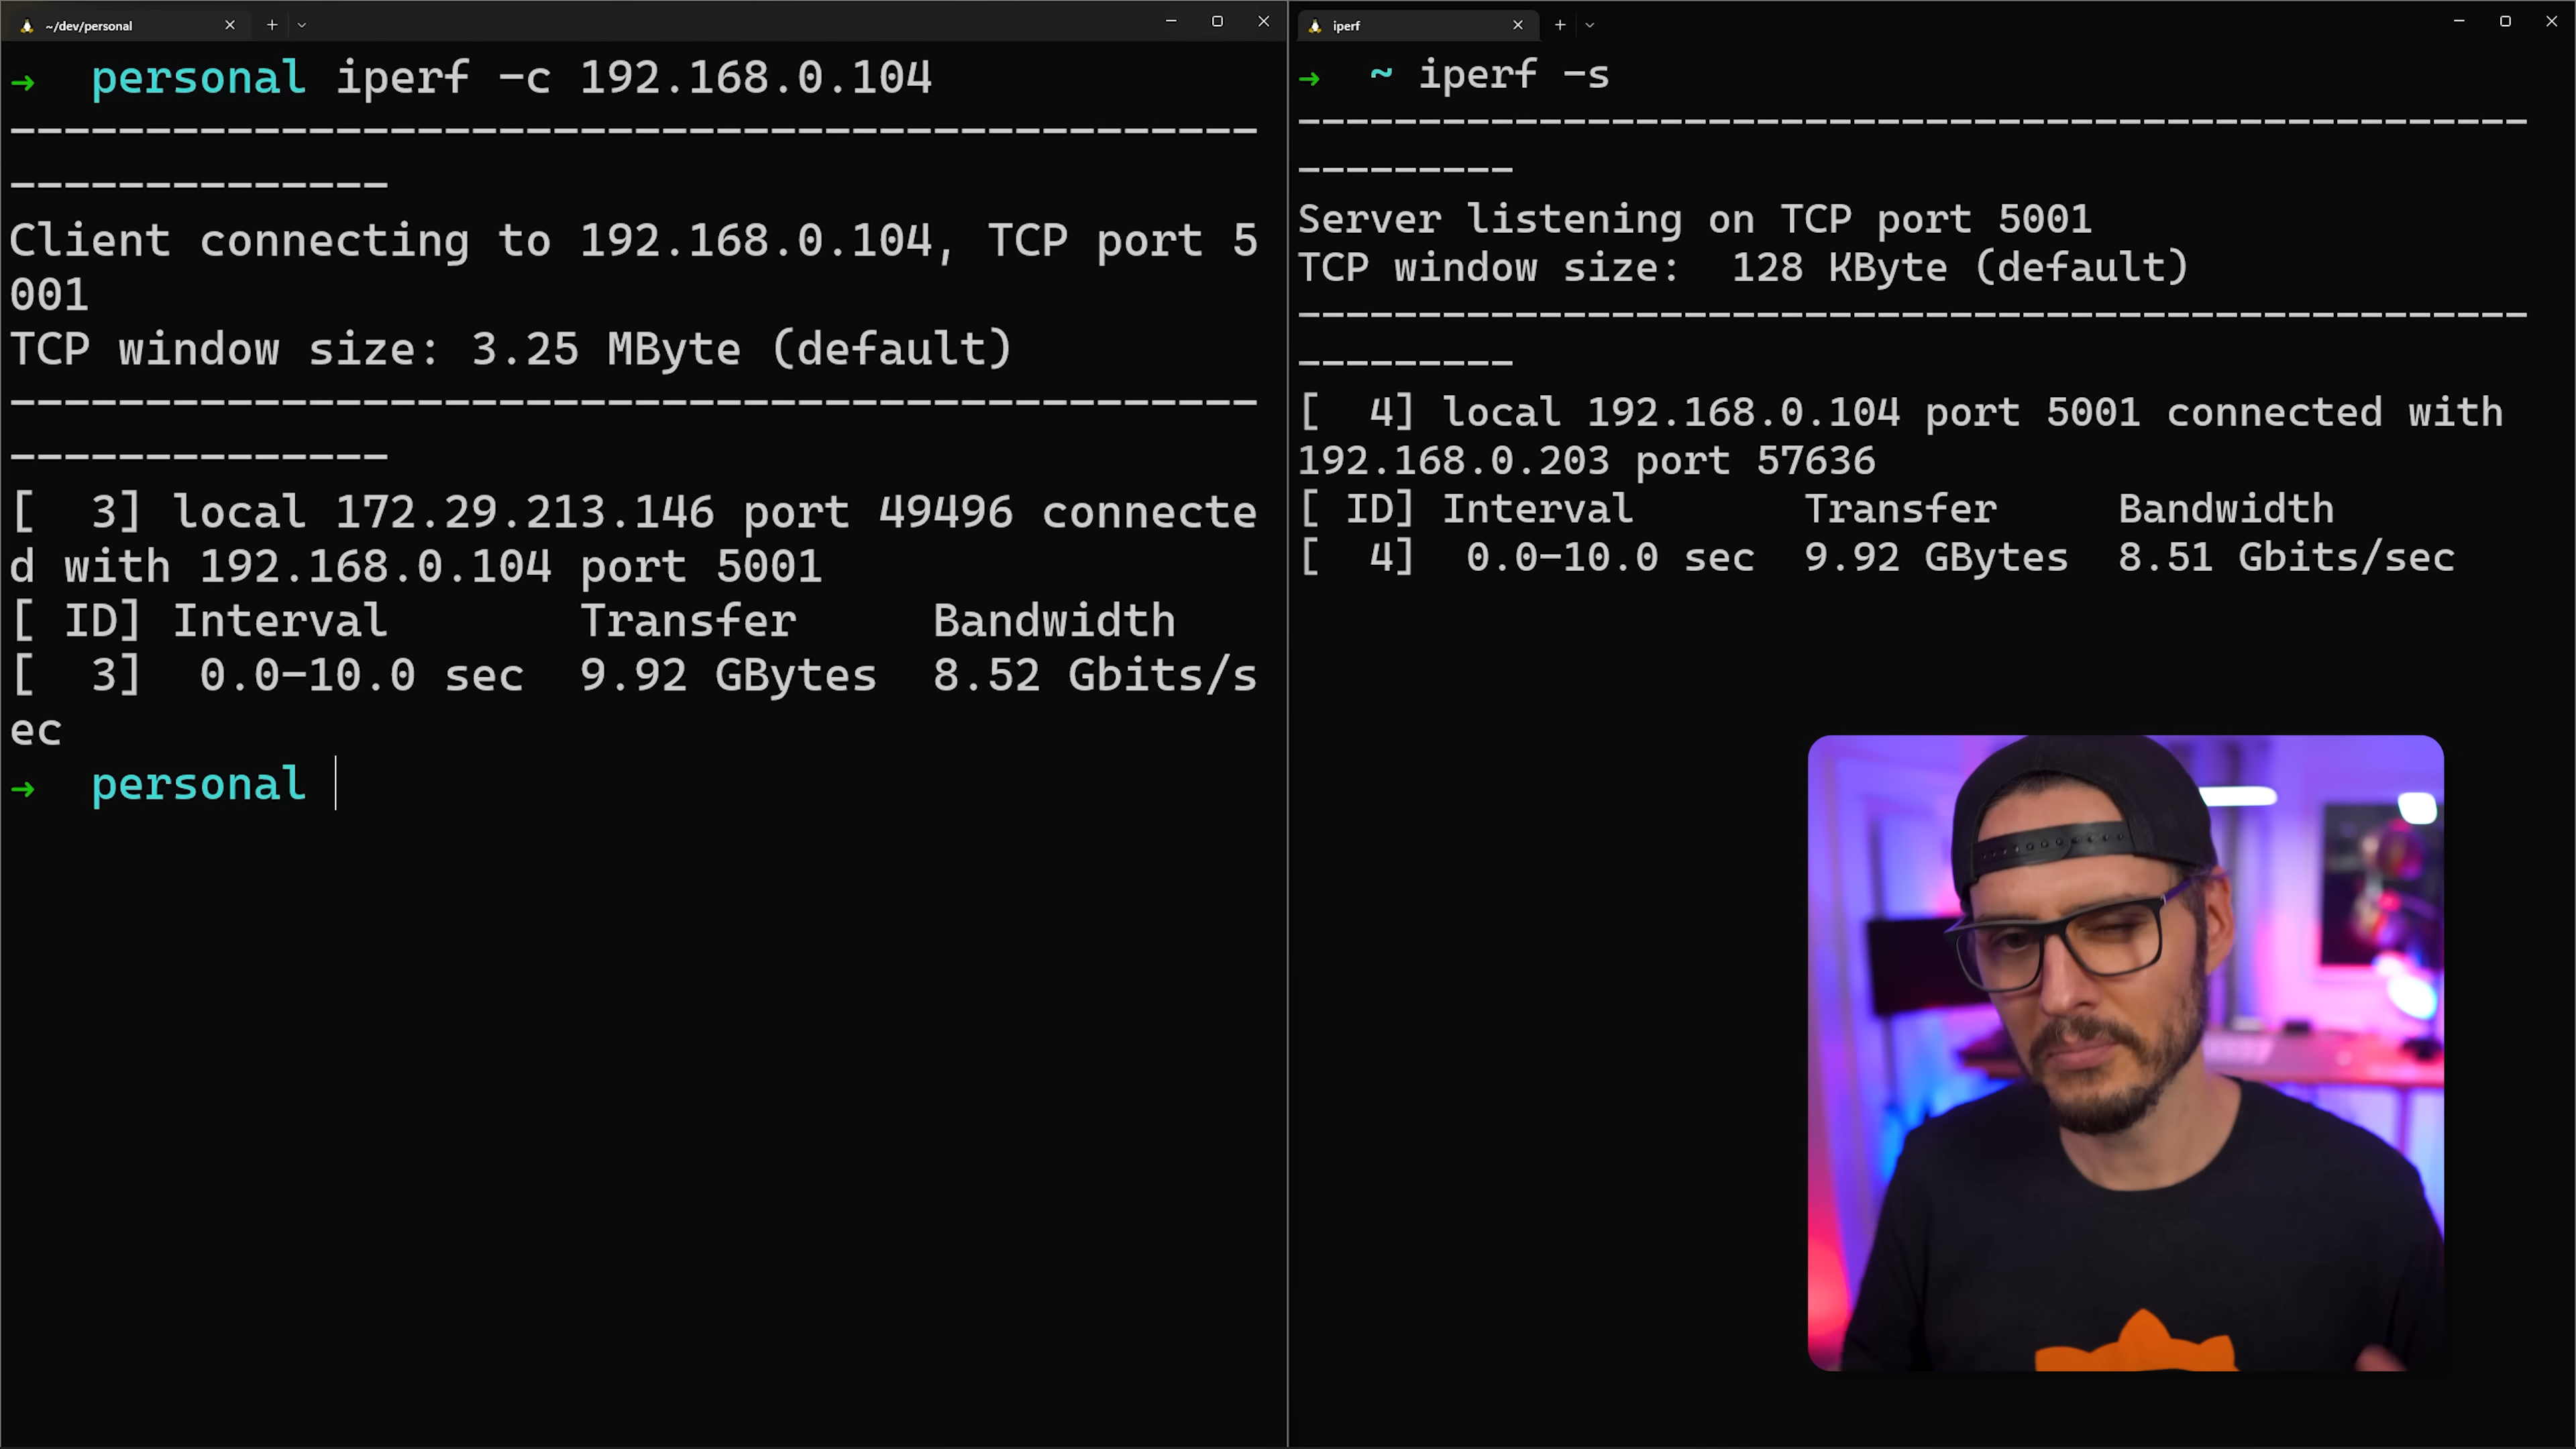 ~/dev/personal
→ personal iperf -c 192.168.0.104
----------------------------------------------
--------------
Client connecting to 192.168.0.104, TCP port 5
001
TCP window size: 3.25 MByte (default)
----------------------------------------------
--------------
[  3] local 172.29.213.146 port 49496 connecte
d with 192.168.0.104 port 5001
[ ID] Interval       Transfer     Bandwidth
[  3]  0.0-10.0 sec  9.92 GBytes  8.52 Gbits/s
ec
→ personal
iperf
→ ~ iperf -s
---------------------------------------------------
---------
Server listening on TCP port 5001
TCP window size:  128 KByte (default)
---------------------------------------------------
---------
[  4] local 192.168.0.104 port 5001 connected with
192.168.0.203 port 57636
[ ID] Interval       Transfer     Bandwidth
[  4]  0.0-10.0 sec  9.92 GBytes  8.51 Gbits/sec